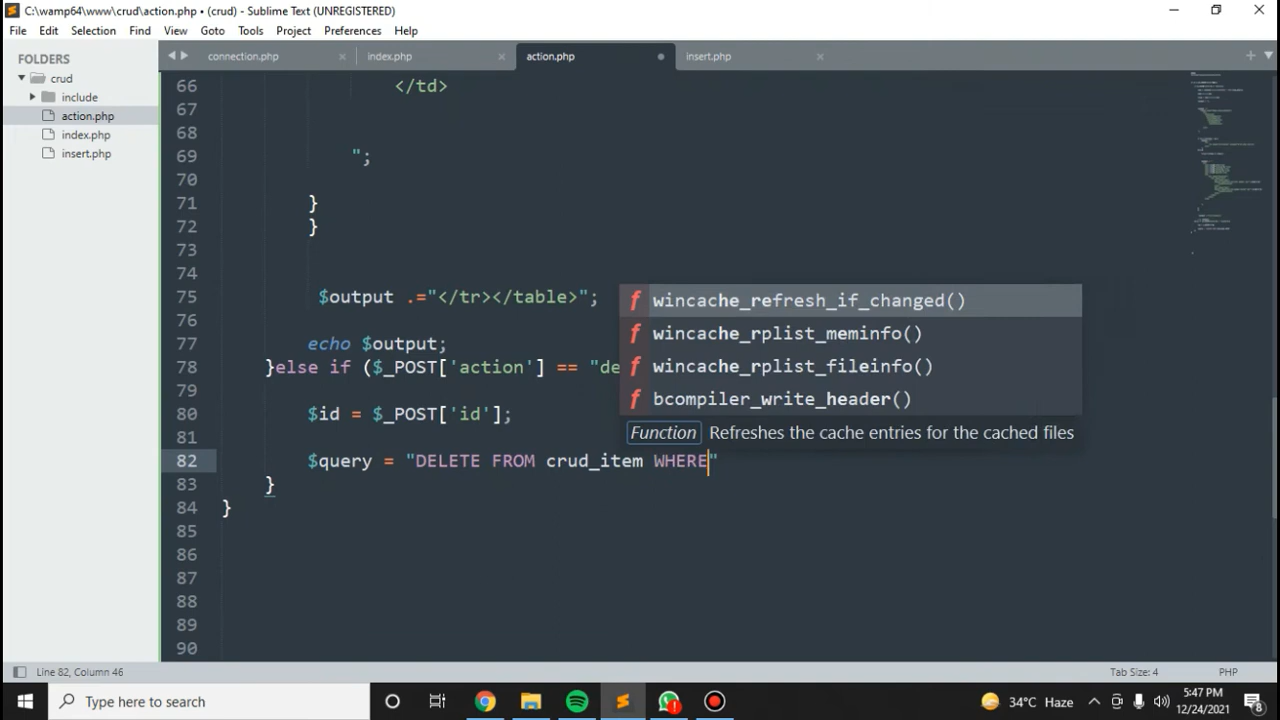 C:\wamp64\www\crud\action.php • (crud) - Sublime Text (UNREGISTERED)
File Edit Selection Find View Goto Tools Project Preferences Help
FOLDERS
crud
include
action.php
index.php
insert.php
connection.php × index.php × action.php insert.php ×
66 </td>
67
68
69 ";
70
71 }
72 }
73
74
75 $output .="</tr></table>";
76
77 echo $output;
78 }else if ($_POST['action'] == "de
79
80 $id = $_POST['id'];
81
82 $query = "DELETE FROM crud_item WHERE"
83 }
84 }
85
86
87
88
89
90
f wincache_refresh_if_changed()
f wincache_rplist_meminfo()
f wincache_rplist_fileinfo()
f bcompiler_write_header()
Function Refreshes the cache entries for the cached files
Line 82, Column 46 Tab Size: 4 PHP
Type here to search
34°C Haze
5:47 PM
12/24/2021
8